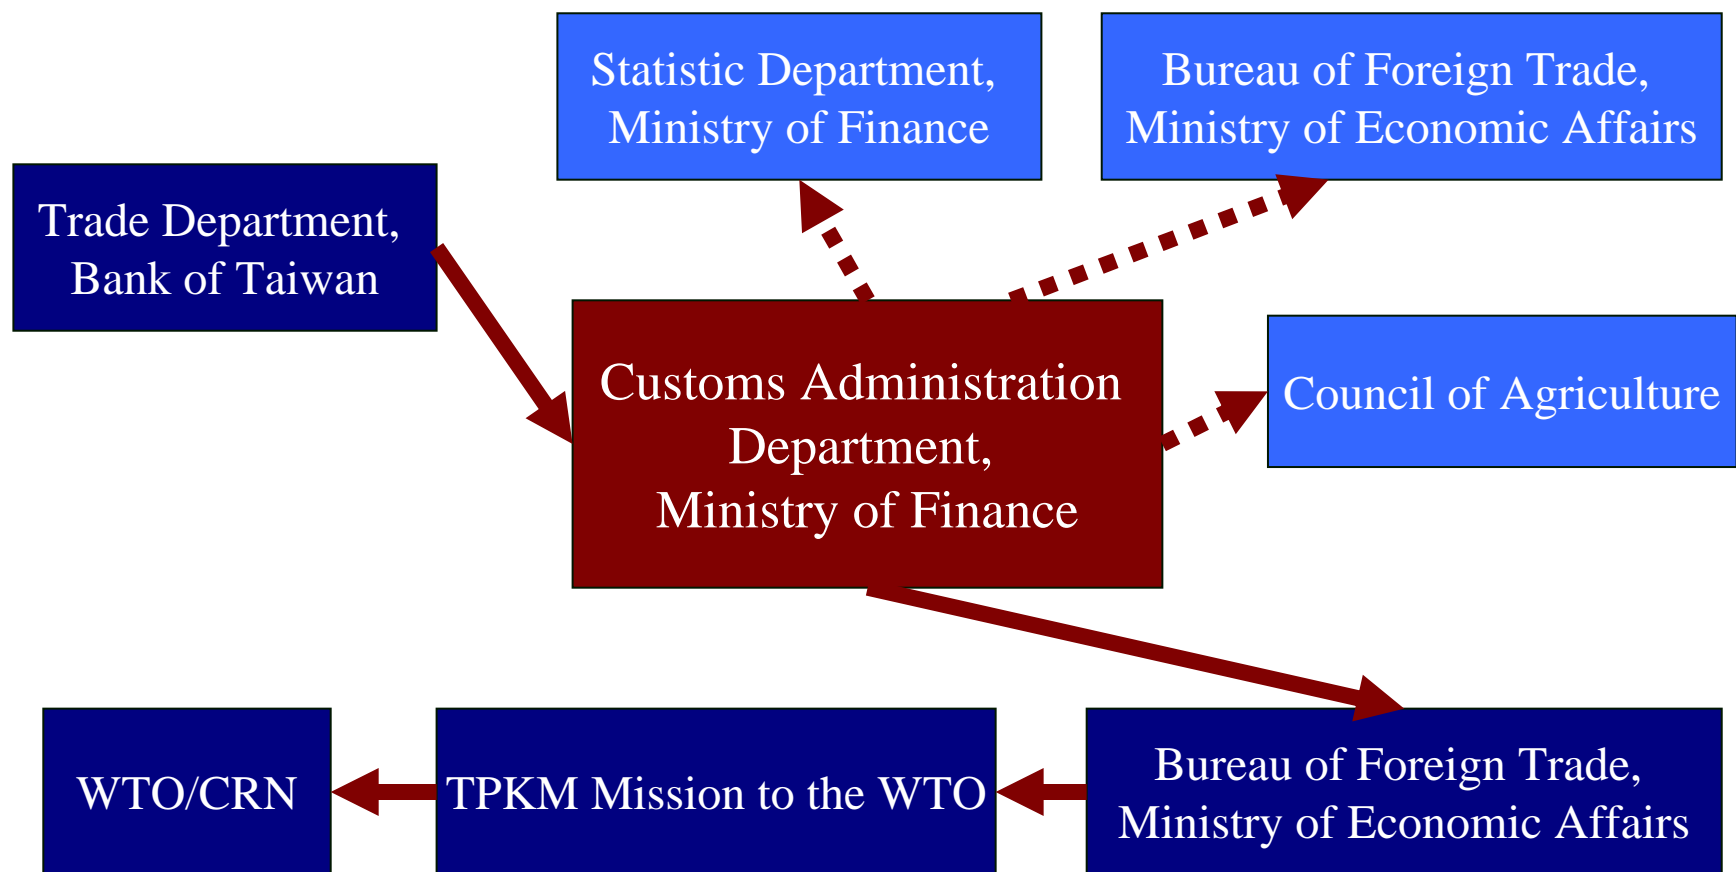 Statistic Department,
Ministry of Finance
Bureau of Foreign Trade,
Ministry of Economic Affairs
Trade Department,
Bank of Taiwan
Customs Administration
Department,
Ministry of Finance
Council of Agriculture
WTO/CRN
TPKM Mission to the WTO
Bureau of Foreign Trade,
Ministry of Economic Affairs